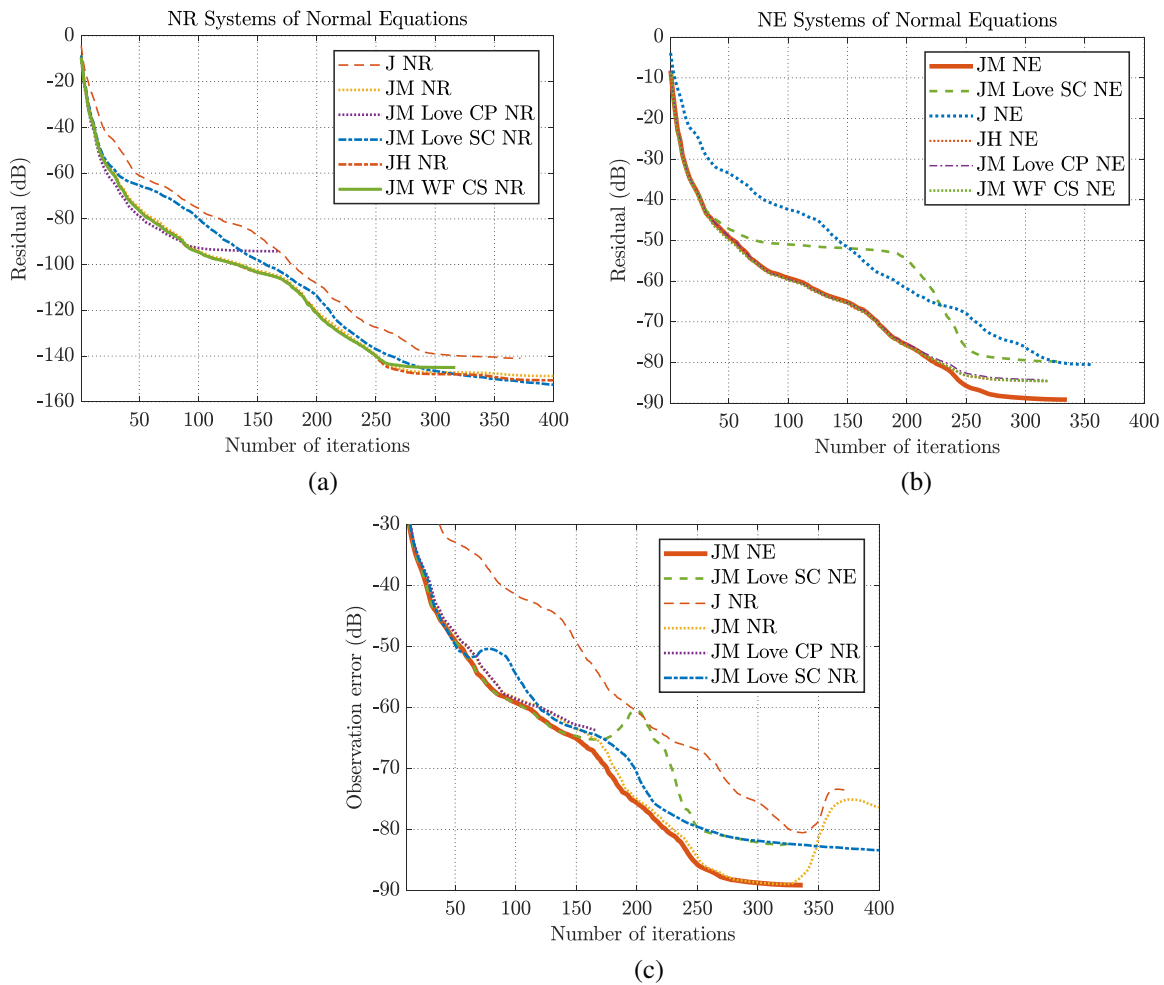 NR Systems of Normal Equations
0
-20
-40
-60
-80
-100
-120
-140
-160
Residual (dB)
J NR
JM NR
JM Love CP NR
JM Love SC NR
JH NR
JM WF CS NR
50 100 150 200 250 300 350 400
Number of iterations
(a)
NE Systems of Normal Equations
0
-10
-20
-30
-40
-50
-60
-70
-80
-90
Residual (dB)
JM NE
JM Love SC NE
J NE
JH NE
JM Love CP NE
JM WF CS NE
50 100 150 200 250 300 350 400
Number of iterations
(b)
-30
-40
-50
-60
-70
-80
-90
Observation error (dB)
JM NE
JM Love SC NE
J NR
JM NR
JM Love CP NR
JM Love SC NR
50 100 150 200 250 300 350 400
Number of iterations
(c)